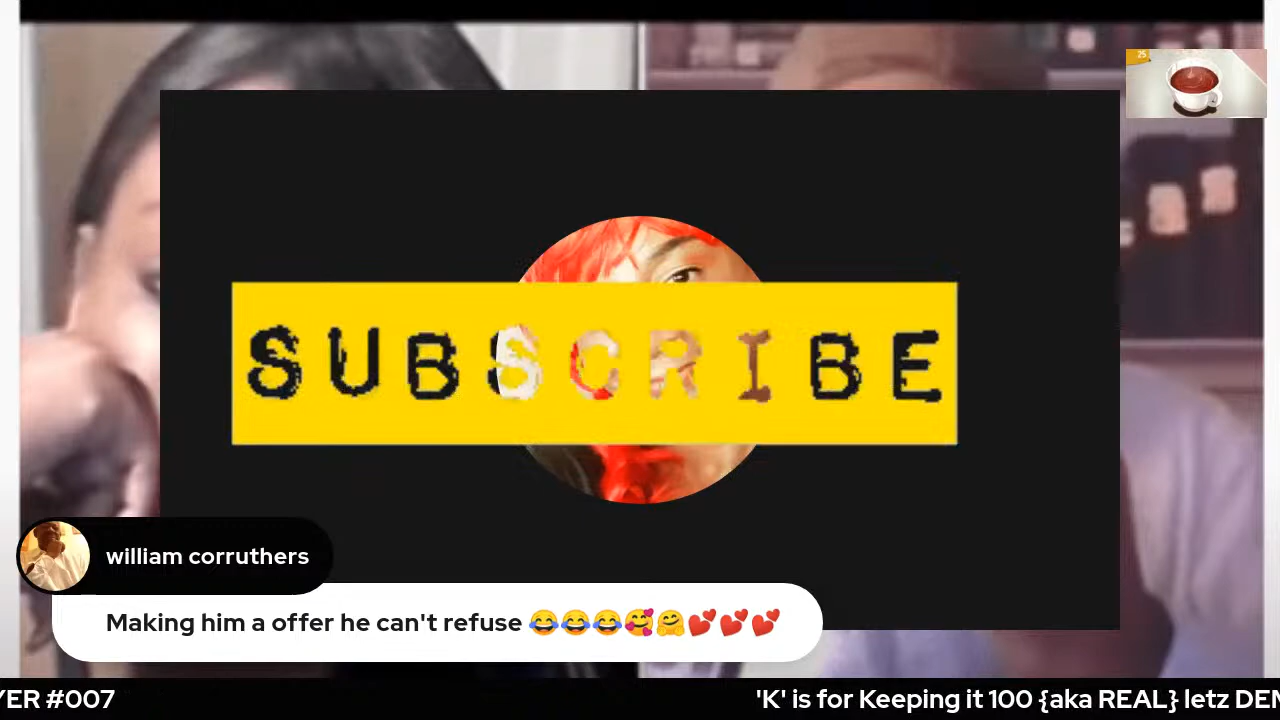 25
SUBSCRIBE
william corruthers
Making him a offer he can't refuse 😂😂😂🥰🤗💕💕💕
YER #007 'K' is for Keeping it 100 {aka REAL} letz DEM